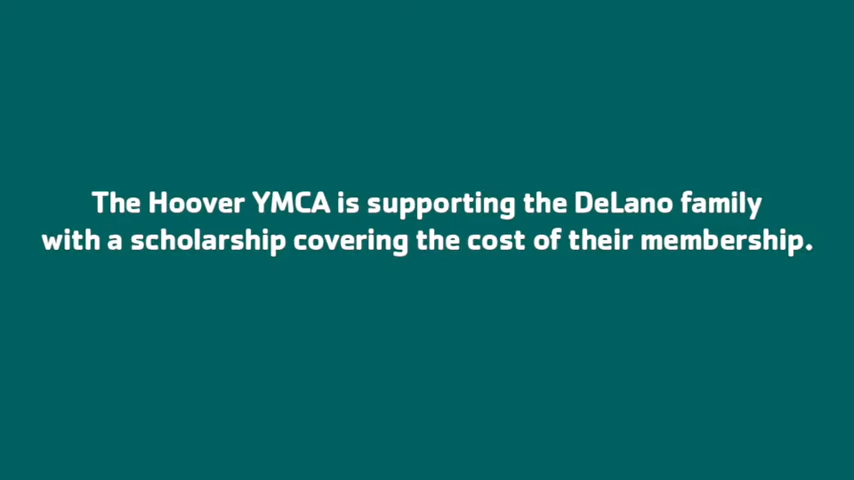 The Hoover YMCA is supporting the DeLano family
with a scholarship covering the cost of their membership.